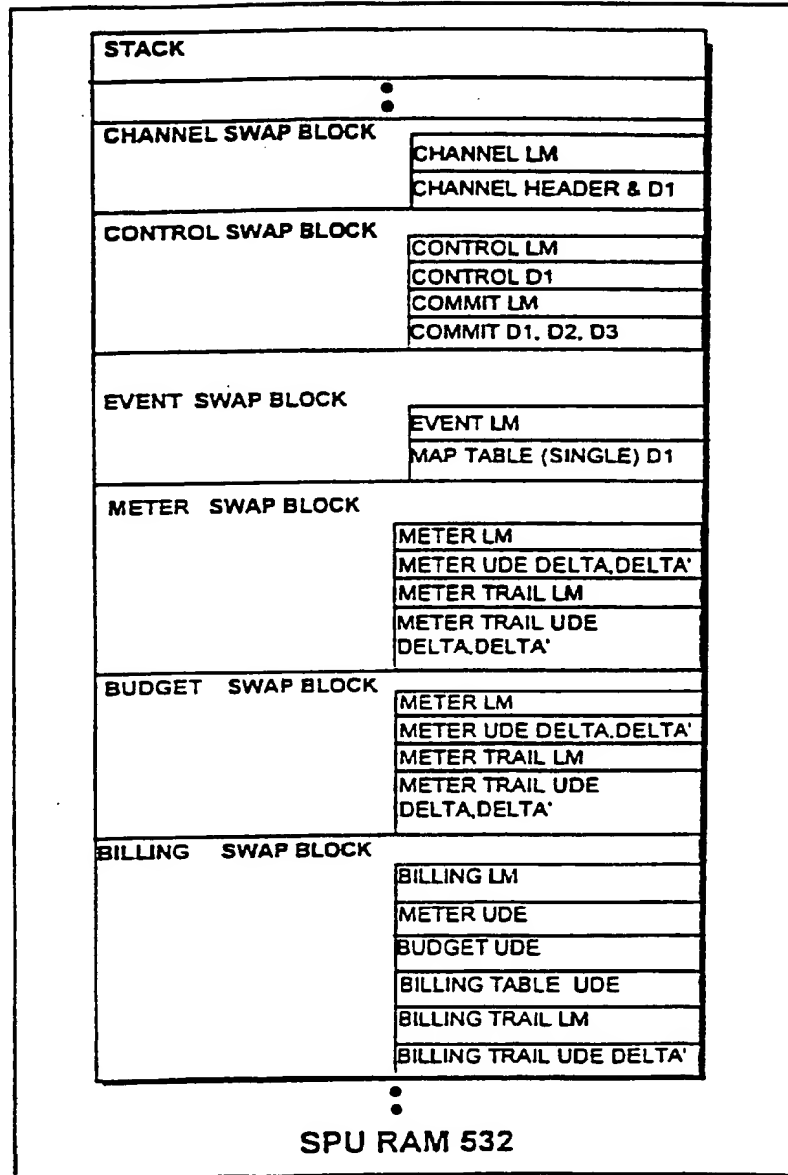 STACK
CHANNEL SWAP BLOCK
CHANNEL LM
CHANNEL HEADER & D1
CONTROL SWAP BLOCK
CONTROL LM
CONTROL D1
COMMIT LM
COMMIT D1, D2, D3
EVENT SWAP BLOCK
EVENT LM
MAP TABLE (SINGLE) D1
METER SWAP BLOCK
METER LM
METER UDE DELTA,DELTA'
METER TRAIL LM
METER TRAIL UDE
DELTA,DELTA'
BUDGET SWAP BLOCK
METER LM
METER UDE DELTA.DELTA'
METER TRAIL LM
METER TRAIL UDE
DELTA,DELTA'
BILLING SWAP BLOCK
BILLING LM
METER UDE
BUDGET UDE
BILLING TABLE UDE
BILLING TRAIL LM
BILLING TRAIL UDE DELTA'
SPU RAM 532